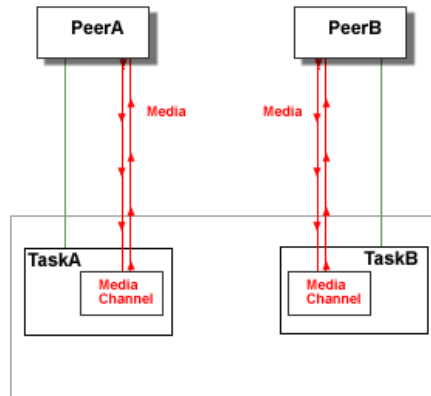 PeerA
PeerB
Media
Media
TaskA
TaskB
Media
Channel
Media
Channel